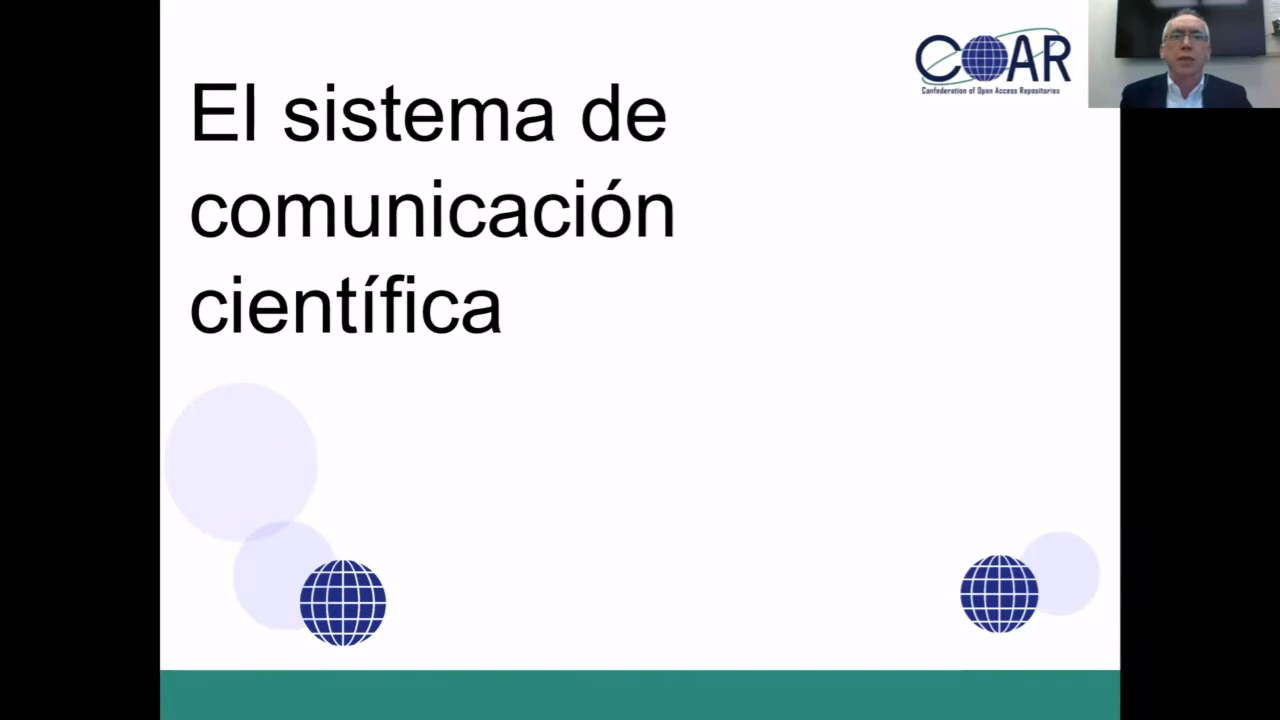 El sistema de
comunicación
científica
COAR
Confederation of Open Access Repositories